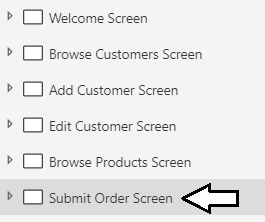 Welcome Screen
Browse Customers Screen
Add Customer Screen
Edit Customer Screen
Browse Products Screen
Submit Order Screen